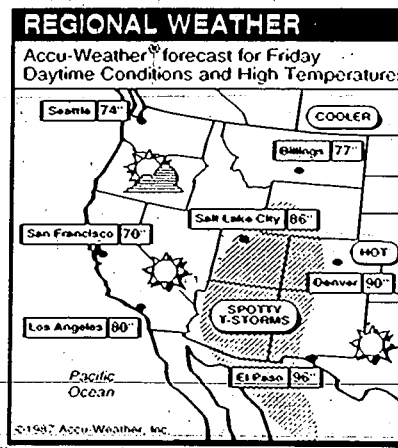 REGIONAL WEATHER
Accu-Weather® forecast for Friday
Daytime Conditions and High Temperatures
Seattle 74°
COOLER
Billings 77°
Salt Lake City 86°
San Francisco 70°
HOT
Denver 90°
SPOTTY
T-STORMS
Los Angeles 80°
El Paso 96°
Pacific
Ocean
©1987 Accu-Weather, Inc.